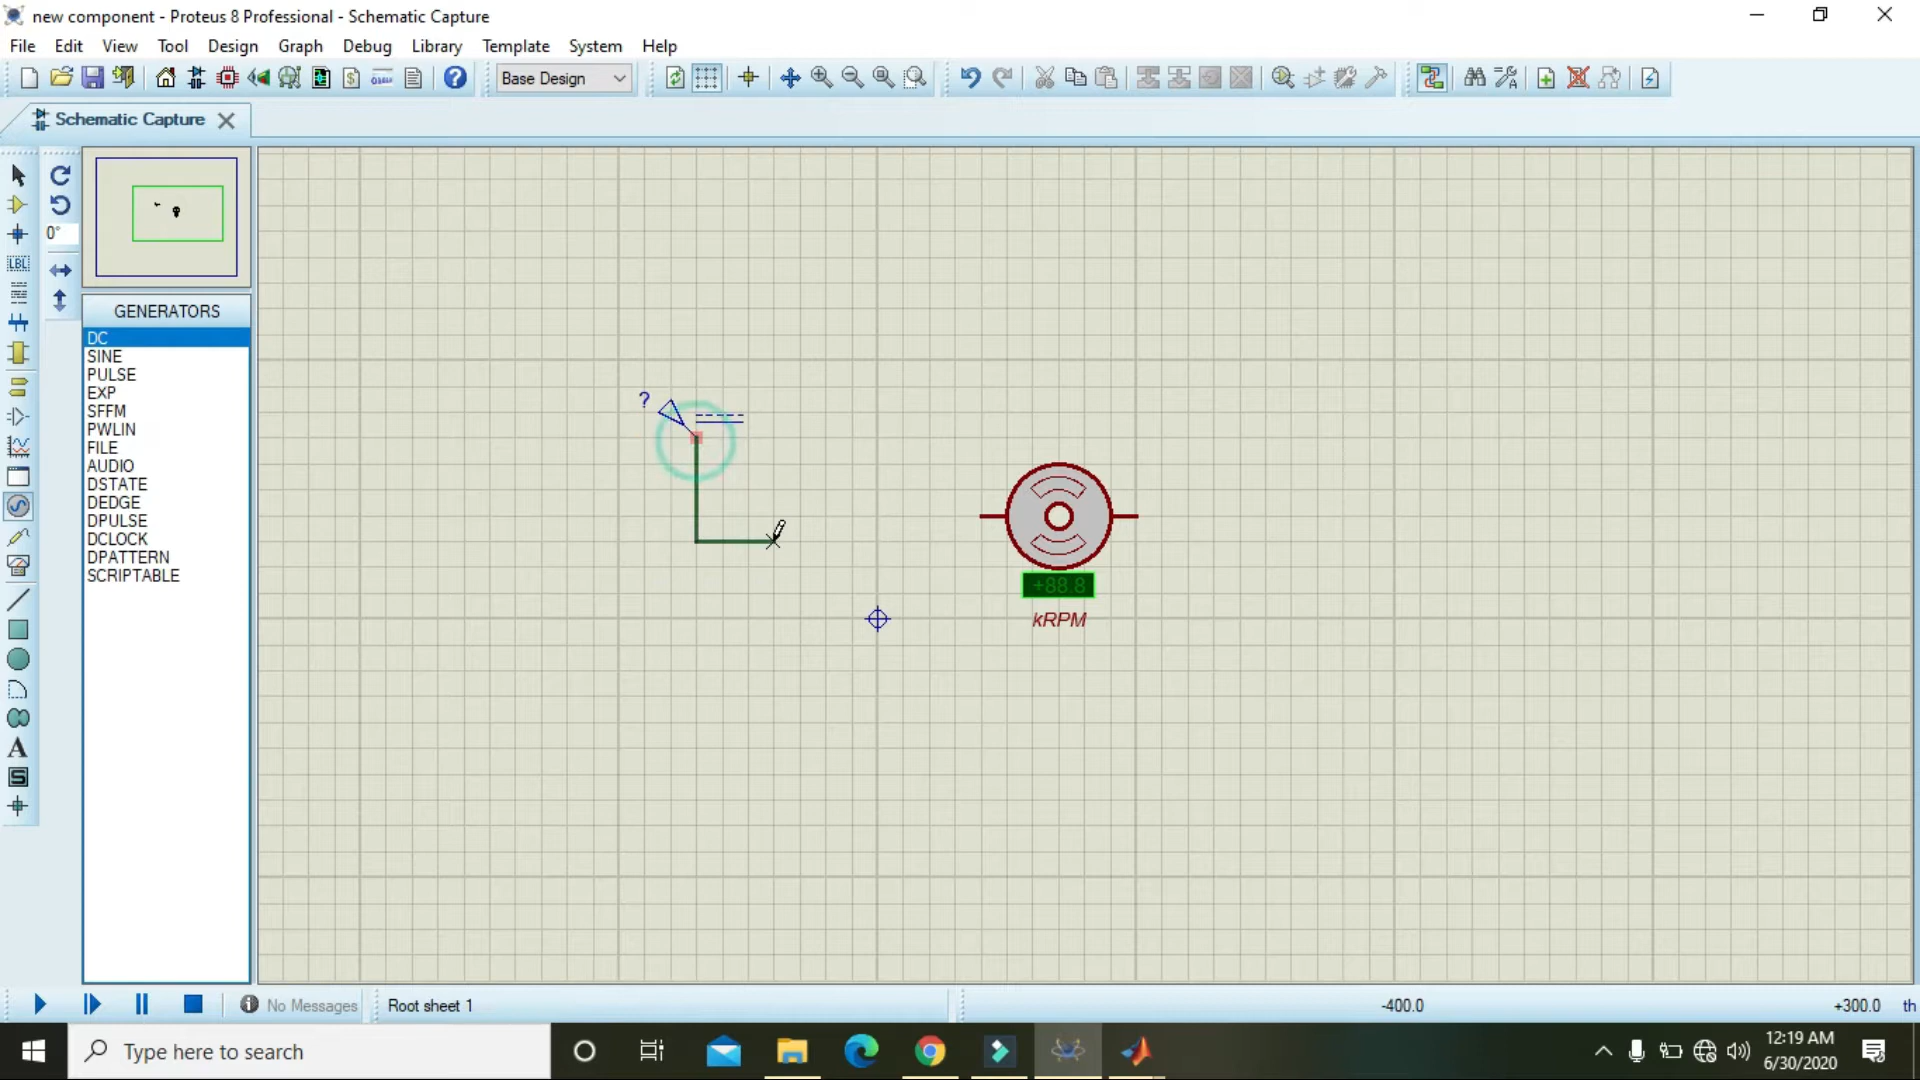 new component - Proteus 8 Professional - Schematic Capture
File Edit View Tool Design Graph Debug Library Template System Help
Base Design
Schematic Capture
0°
LBL
GENERATORS
DC
SINE
PULSE
EXP
SFFM
PWLIN
FILE
AUDIO
DSTATE
DEDGE
DPULSE
DCLOCK
DPATTERN
SCRIPTABLE
A
S
?
+88.8
kRPM
No Messages
Root sheet 1
-400.0
+300.0
th
Type here to search
12:19 AM
6/30/2020